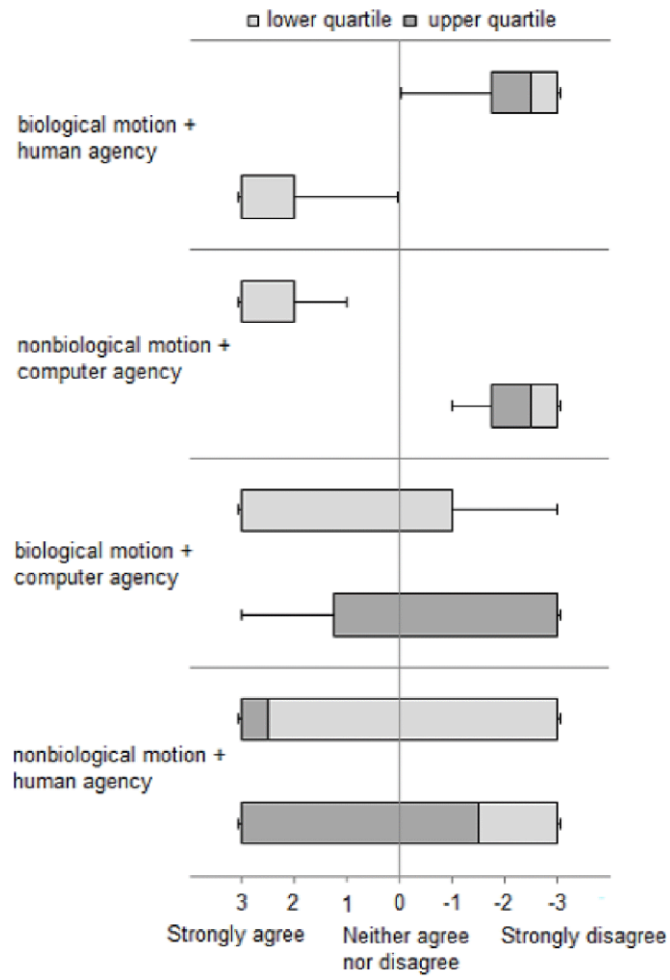 lower quartile upper quartile
biological motion +
human agency
nonbiological motion +
computer agency
biological motion +
computer agency
nonbiological motion +
human agency
3 2 1 0 -1 -2 -3
Strongly agree Neither agree Strongly disagree
nor disagree